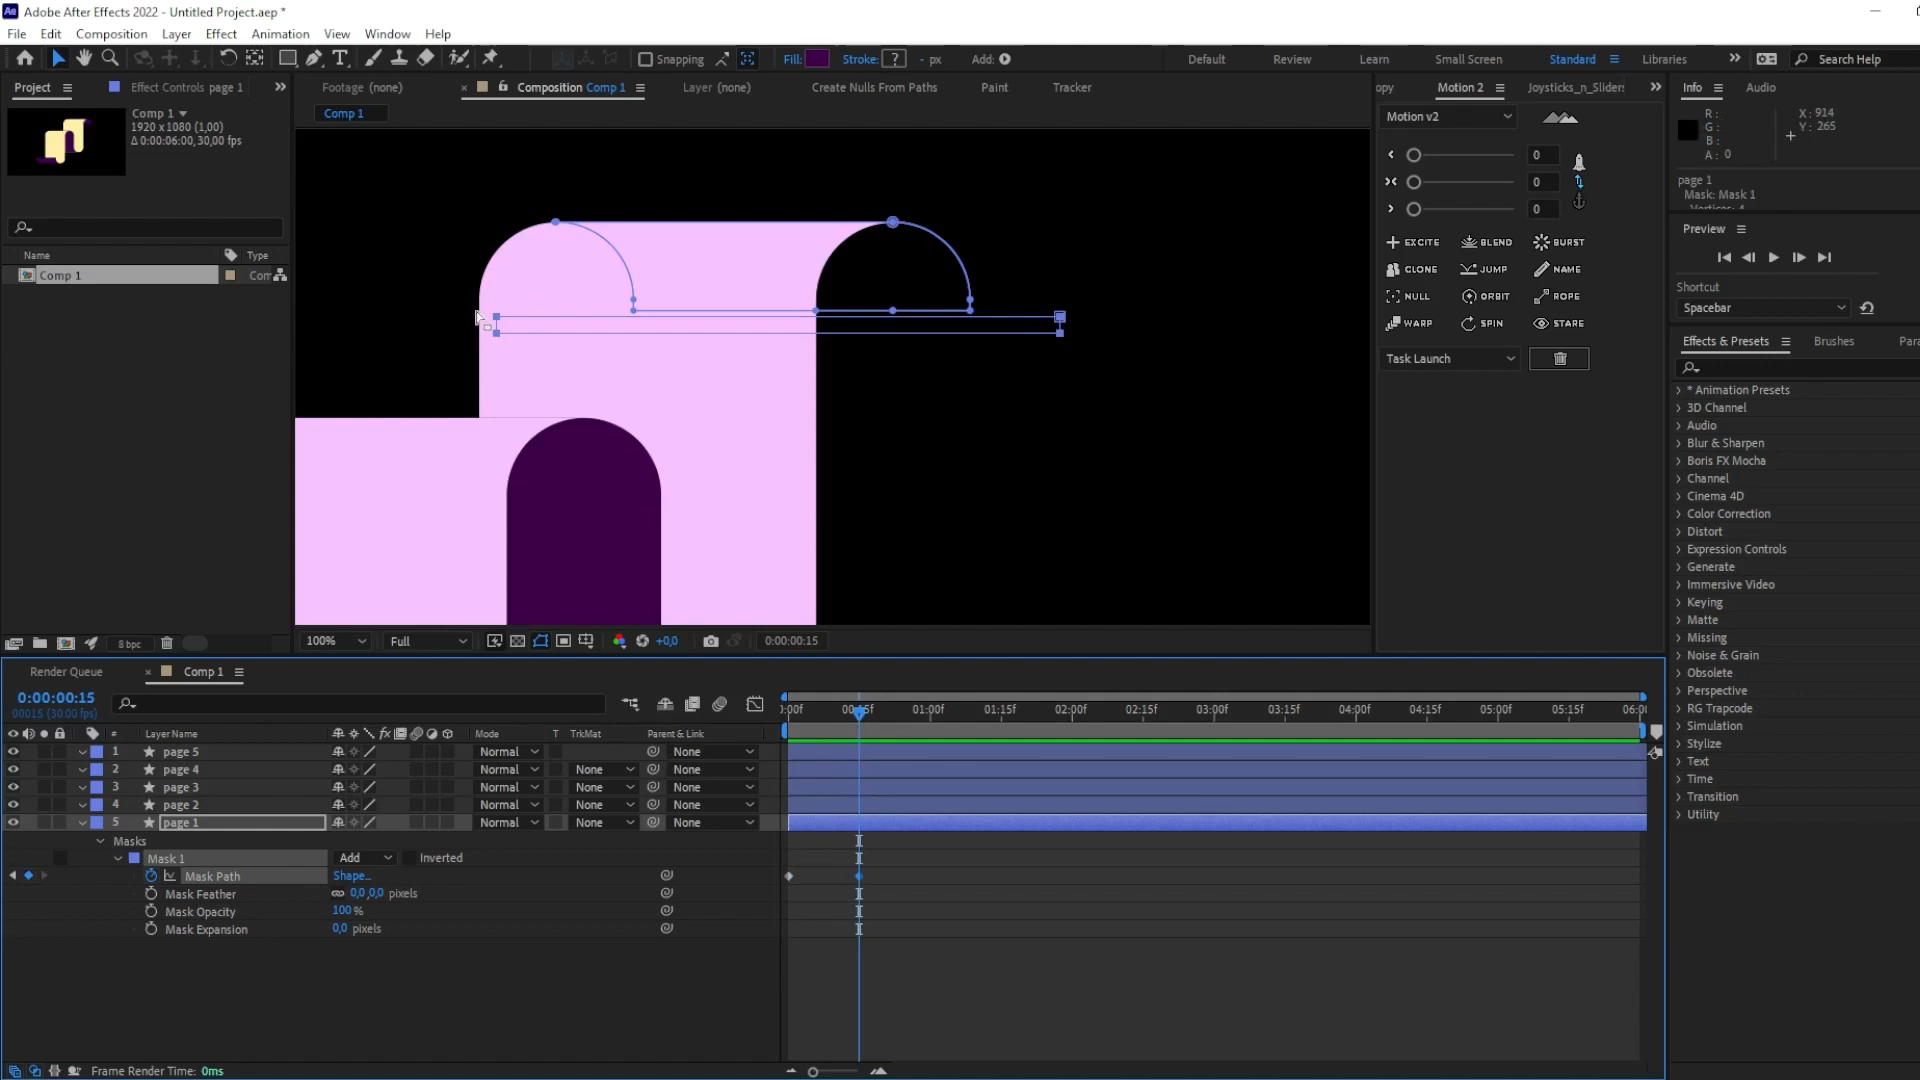 Adobe After Effects 2022 - Untitled Project.aep *
File Edit Composition Layer Effect Animation View Window Help
Snapping Fill: Stroke: ? - px Add: Default Review Learn Small Screen Standard Libraries Search Help
Project Effect Controls page 1 Footage (none) Composition Comp 1 Layer (none) Create Nulls From Paths Paint Tracker opy Motion 2 Joysticks_n_Sliders Info Audio
Comp 1
1920 x 1080 (1,00)
Δ 0:00:06:00, 30,00 fps
Comp 1
Motion v2
0
0
0
EXCITE BLEND BURST
CLONE JUMP NAME
NULL ORBIT ROPE
WARP SPIN STARE
Task Launch
R :
G :
B :
A : 0
X : 914
Y : 265
page 1
Mask: Mask 1
Vertices: 4
Preview
Shortcut
Spacebar
Effects & Presets Brushes Para
* Animation Presets
3D Channel
Audio
Blur & Sharpen
Boris FX Mocha
Channel
Cinema 4D
Color Correction
Distort
Expression Controls
Generate
Immersive Video
Keying
Matte
Missing
Noise & Grain
Obsolete
Perspective
RG Trapcode
Simulation
Stylize
Text
Time
Transition
Utility
Name Type
Comp 1 Com
8 bpc 100% Full +0,0 0:00:00:15
Render Queue Comp 1
0:00:00:15
00015 (30.00 fps)
:00f 00:15f 01:00f 01:15f 02:00f 02:15f 03:00f 03:15f 04:00f 04:15f 05:00f 05:15f 06:0
# Layer Name fx Mode T TrkMat Parent & Link
1 page 5 Normal None
2 page 4 Normal None None
3 page 3 Normal None None
4 page 2 Normal None None
5 page 1 Normal None None
Masks
Mask 1 Add Inverted
Mask Path Shape...
Mask Feather 0,0,0,0 pixels
Mask Opacity 100 %
Mask Expansion 0,0 pixels
Frame Render Time: 0ms